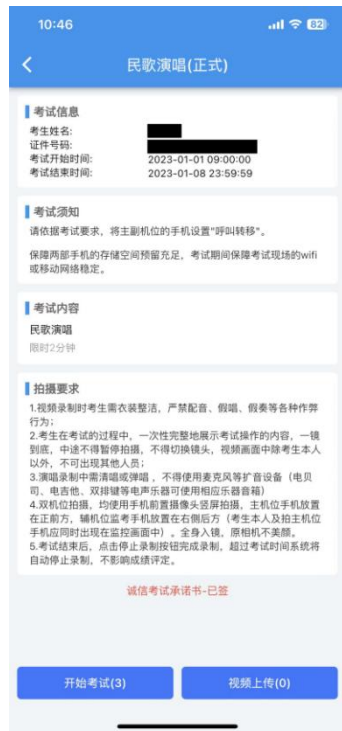 10:46
82
民歌演唱(正式)
考试信息
考生姓名:
证件号码:
考试开始时间: 2023-01-01 09:00:00
考试结束时间: 2023-01-08 23:59:59
考试须知
请依据考试要求，将主副机位的手机设置"呼叫转移"。
保障两部手机的存储空间预留充足，考试期间保障考试现场的wifi
或移动网络稳定。
考试内容
民歌演唱
限时2分钟
拍摄要求
1.视频录制时考生需衣装整洁，严禁配音、假唱、假奏等各种作弊
行为；
2.考生在考试的过程中，一次性完整地展示考试操作的内容，一镜
到底，中途不得暂停拍摄，不得切换镜头，视频画面中除考生本人
以外，不可出现其他人员；
3.演唱录制中需清唱或弹唱，不得使用麦克风等扩音设备（电贝
司、电吉他、双排键等电声乐器可使用相应乐器音箱）
4.双机位拍摄，均使用手机前置摄像头竖屏拍摄，主机位手机放置
在正前方，辅机位监考手机放置在右侧后方（考生本人及拍主机位
手机应同时出现在监控画面中）。全身入镜，原相机不美颜。
5.考试结束后，点击停止录制按钮完成录制，超过考试时间系统将
自动停止录制，不影响成绩评定。
诚信考试承诺书-已签
开始考试(3)
视频上传(0)